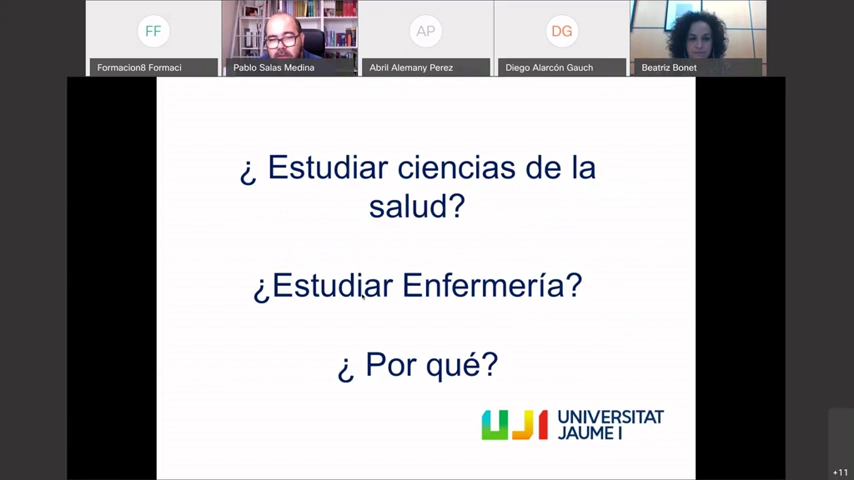 FF
AP
DG
Formacion8 Formaci
Pablo Salas Medina
Abril Alemany Perez
Diego Alarcón Gauch
Beatriz Bonet
¿ Estudiar ciencias de la
salud?
¿Estudiar Enfermería?
¿ Por qué?
UJI
UNIVERSITAT
JAUME I
+11